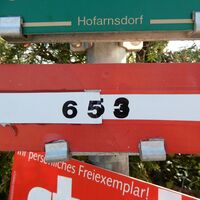 Hofarnsdorf
653
Ihr persönliches Freiexemplar!